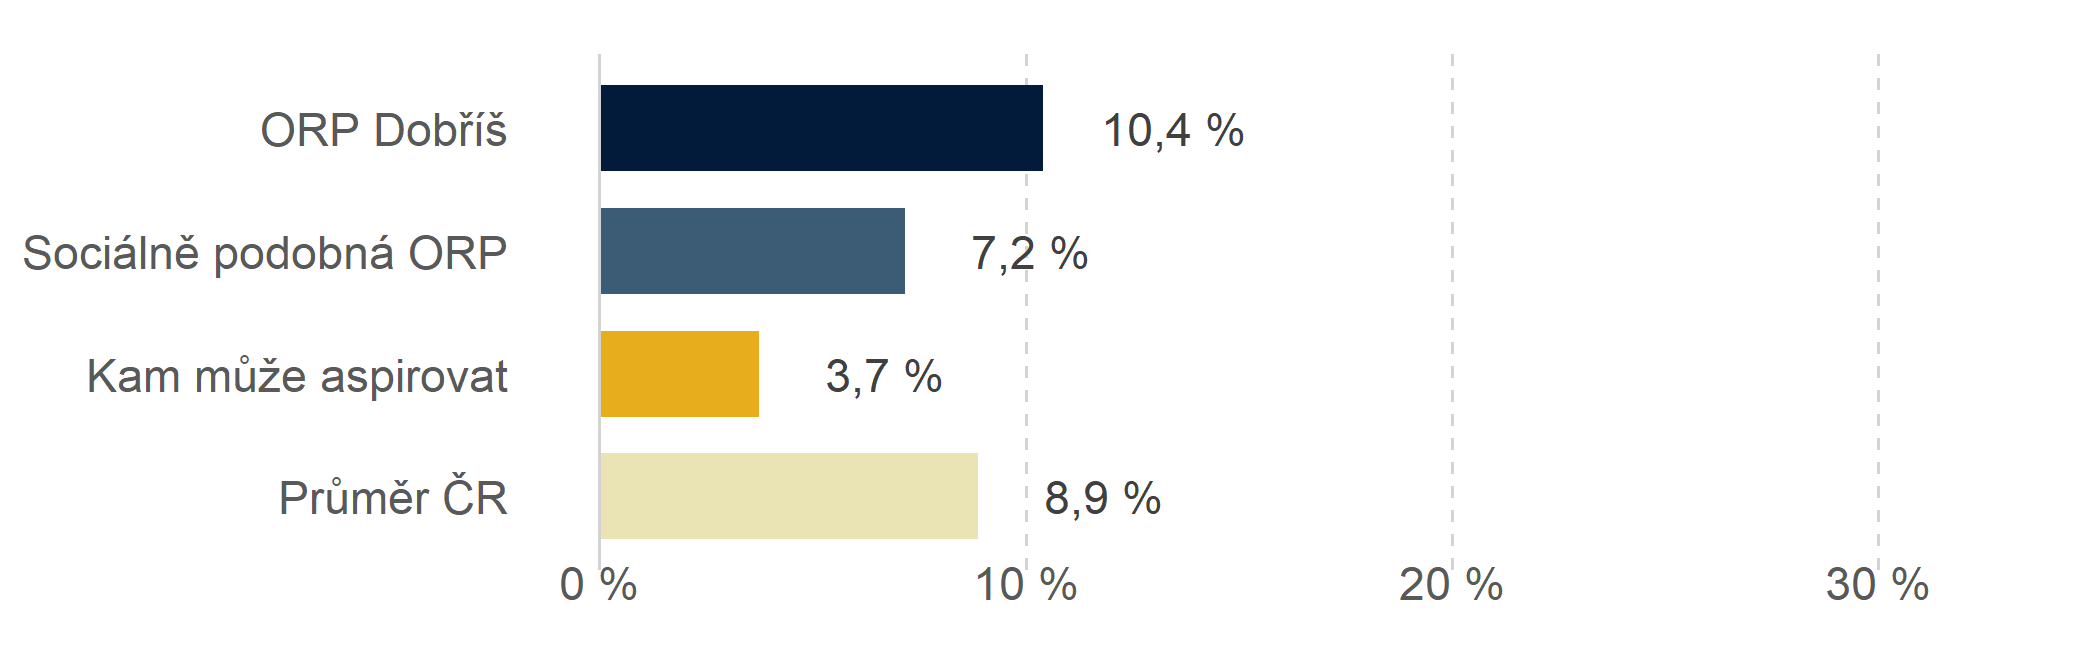 ORP Dobříš
10,4 %
Sociálně podobná ORP
7,2 %
Kam může aspirovat
3,7 %
Průměr ČR
8,9 %
0 %
10 %
20 %
30 %